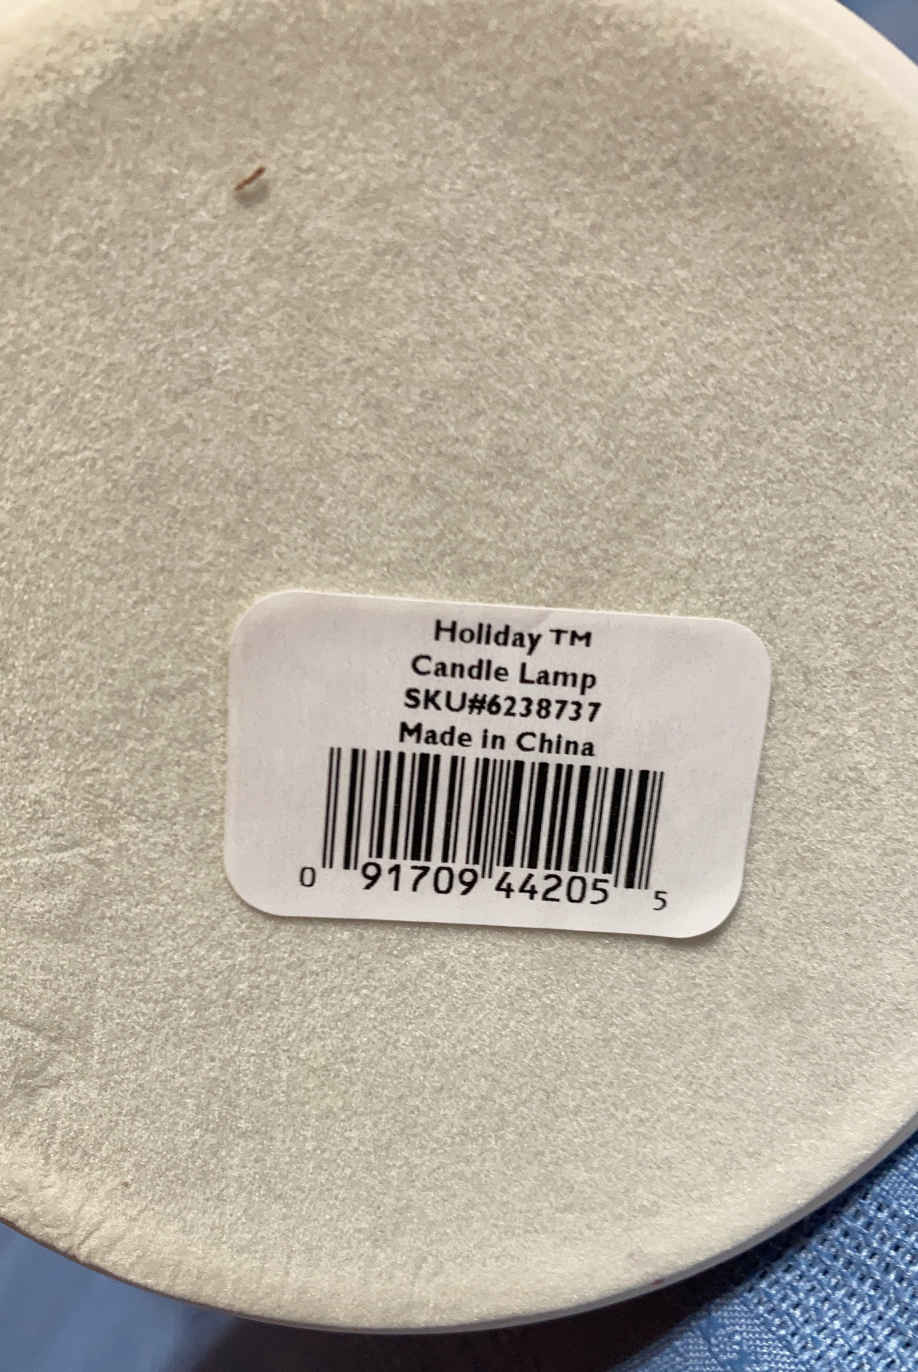 Holiday ™
Candle Lamp
SKU#6238737
Made in China
0 91709 44205 5